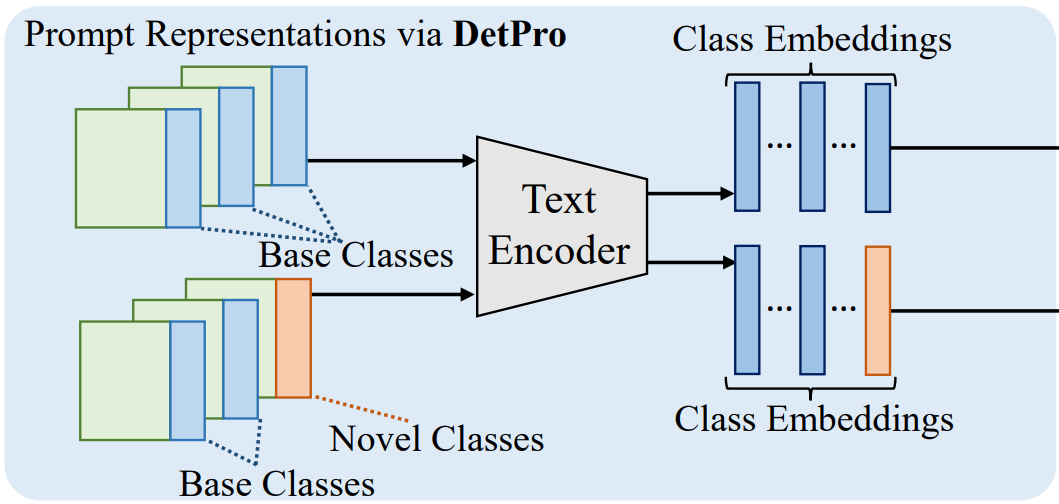 Prompt Representations via DetPro
Class Embeddings
... ...
Text
Encoder
Base Classes
... ...
Novel Classes
Class Embeddings
Base Classes